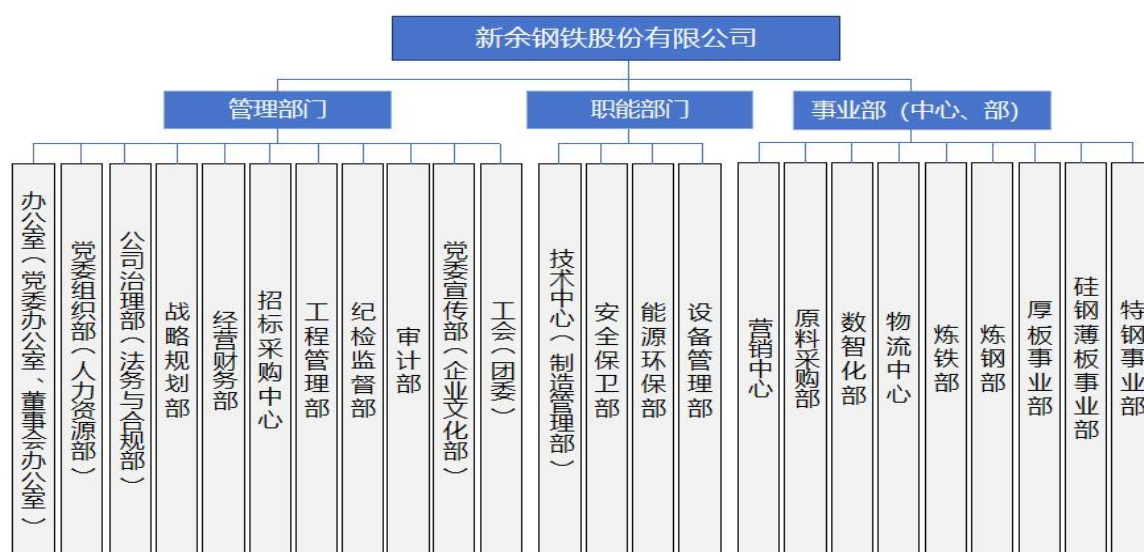 新余钢铁股份有限公司
管理部门
职能部门
事业部（中心、部）
办公室（党委办公室、董事会办公室）
党委组织部（人力资源部）
公司治理部（法务与合规部）
战略规划部
经营财务部
招标采购中心
工程管理部
纪检监督部
审计部
党委宣传部（企业文化部）
工会（团委）
技术中心（制造管理部）
安全保卫部
能源环保部
设备管理部
营销中心
原料采购部
数智化部
物流中心
炼铁部
炼钢部
厚板事业部
硅钢薄板事业部
特钢事业部